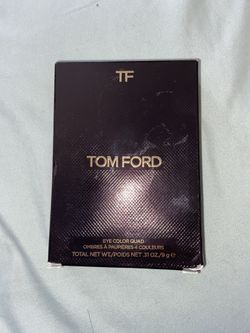 TF
TOM FORD
EYE COLOR QUAD
OMBRES À PAUPIÈRES 4 COULEURS
TOTAL NET WT./POIDS NET .31 OZ/9 g ℮